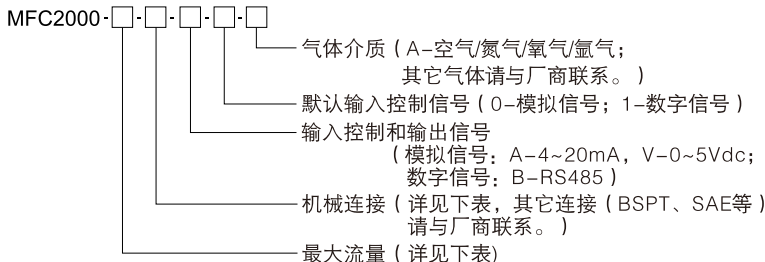 MFC2000-□-□-□-□-□
气体介质（A-空气/氮气/氧气/氩气；
其它气体请与厂商联系。）
默认输入控制信号（0-模拟信号；1-数字信号）
输入控制和输出信号
（模拟信号：A-4~20mA，V-0~5Vdc；
数字信号：B-RS485）
机械连接（详见下表，其它连接（BSPT、SAE等）
请与厂商联系。）
最大流量（详见下表)